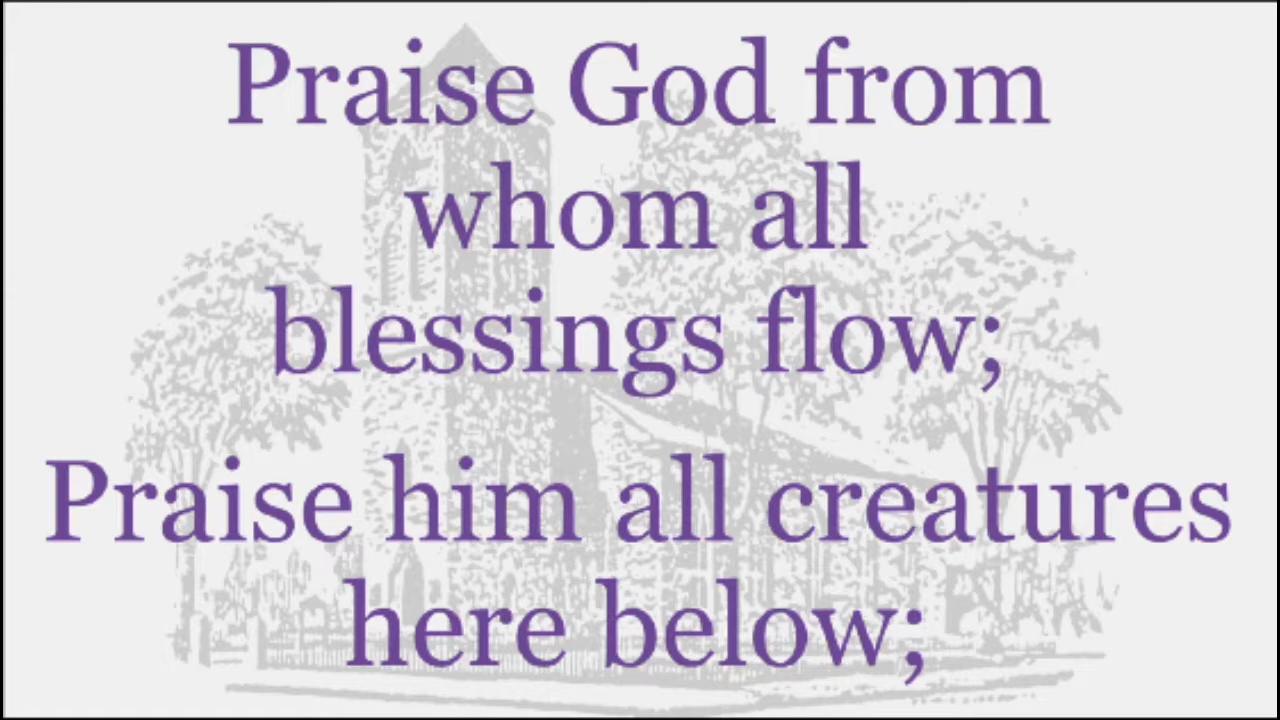 Praise God from
whom all
blessings flow;
Praise him all creatures
here below;